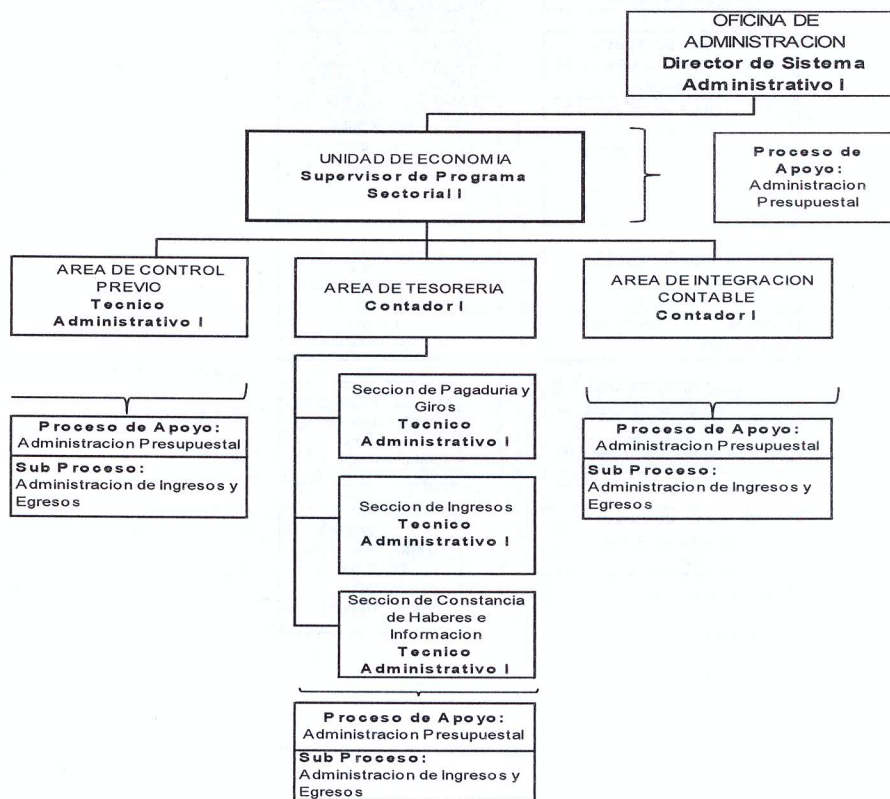 OFICINA DE
ADMINISTRACION
Director de Sistema
Administrativo I
UNIDAD DE ECONOMIA
Supervisor de Programa
Sectorial I
Proceso de
Apoyo:
Administracion
Presupuestal
AREA DE CONTROL
PREVIO
Tecnico
Administrativo I
AREA DE TESORERIA
Contador I
AREA DE INTEGRACION
CONTABLE
Contador I
Seccion de Pagaduria y
Giros
Tecnico
Administrativo I
Proceso de Apoyo:
Administracion Presupuestal
Sub Proceso:
Administracion de Ingresos y
Egresos
Proceso de Apoyo:
Administracion Presupuestal
Sub Proceso:
Administracion de Ingresos y
Egresos
Seccion de Ingresos
Tecnico
Administrativo I
Seccion de Constancia
de Haberes e
Informacion
Tecnico
Administrativo I
Proceso de Apoyo:
Administracion Presupuestal
Sub Proceso:
Administracion de Ingresos y
Egresos